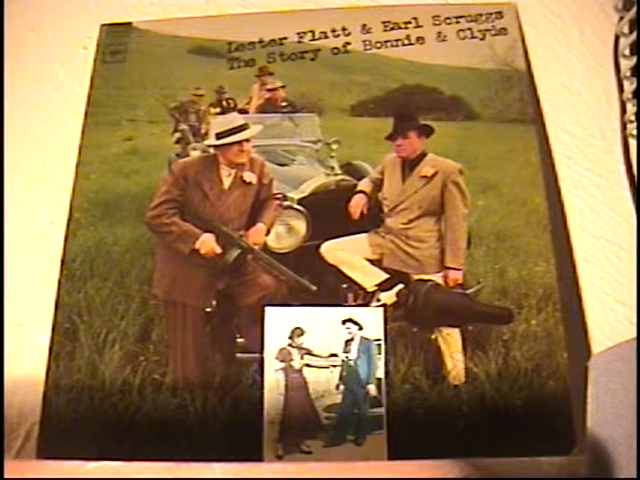 Lester Flatt & Earl Scruggs
The Story of Bonnie & Clyde